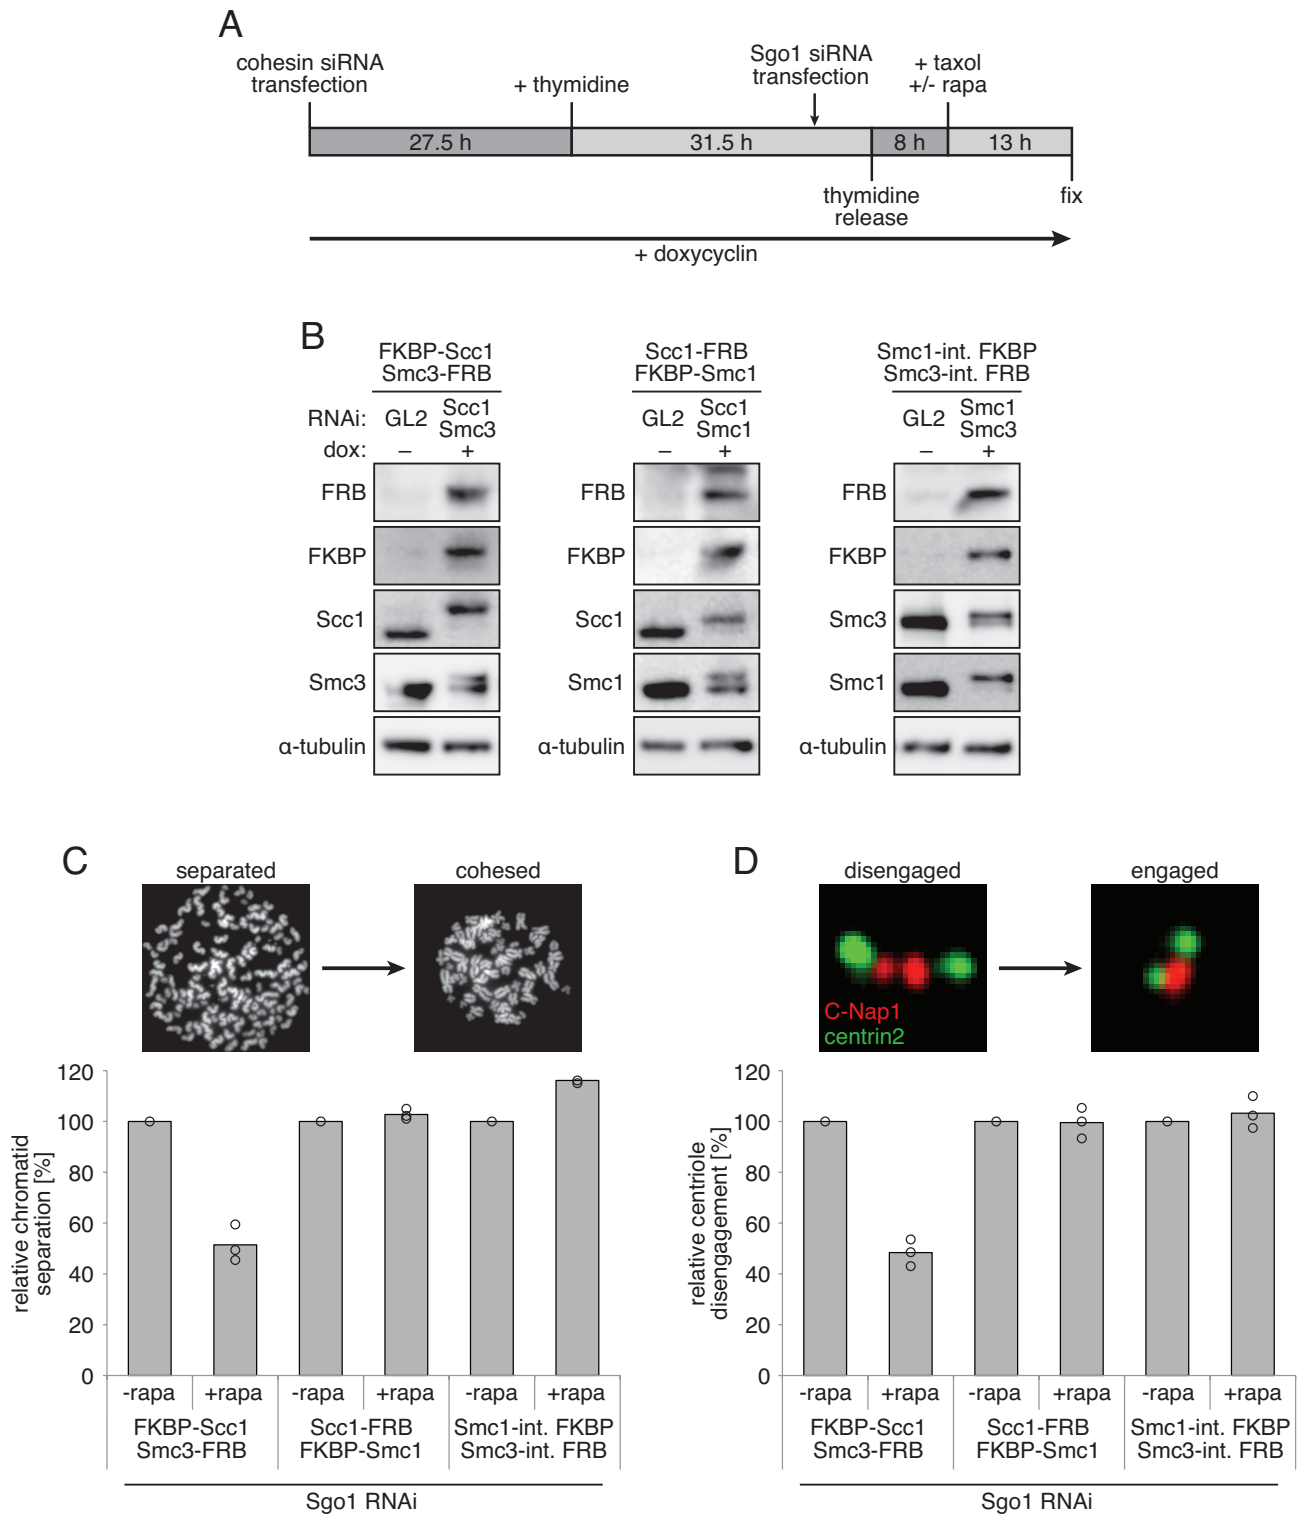 A
cohesin siRNA
transfection
+ thymidine
Sgo1 siRNA
transfection
+ taxol
+/- rapa
27.5 h
31.5 h
8 h
13 h
thymidine
release
fix
+ doxycyclin
B
FKBP-Scc1
Smc3-FRB
RNAi:
GL2
Scc1
Smc3
dox:
–
+
FRB
FKBP
Scc1
Smc3
α-tubulin
Scc1-FRB
FKBP-Smc1
GL2
Scc1
Smc1
–
+
FRB
FKBP
Scc1
Smc1
α-tubulin
Smc1-int. FKBP
Smc3-int. FRB
GL2
Smc1
Smc3
–
+
FRB
FKBP
Smc3
Smc1
α-tubulin
C
separated
cohesed
relative chromatid
separation [%]
120
100
80
60
40
20
0
-rapa
+rapa
-rapa
+rapa
-rapa
+rapa
FKBP-Scc1
Smc3-FRB
Scc1-FRB
FKBP-Smc1
Smc1-int. FKBP
Smc3-int. FRB
Sgo1 RNAi
D
disengaged
engaged
C-Nap1
centrin2
relative centriole
disengagement [%]
120
100
80
60
40
20
0
-rapa
+rapa
-rapa
+rapa
-rapa
+rapa
FKBP-Scc1
Smc3-FRB
Scc1-FRB
FKBP-Smc1
Smc1-int. FKBP
Smc3-int. FRB
Sgo1 RNAi